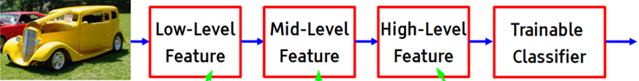 Low-Level
Feature
Mid-Level
Feature
High-Level
Feature
Trainable
Classifier